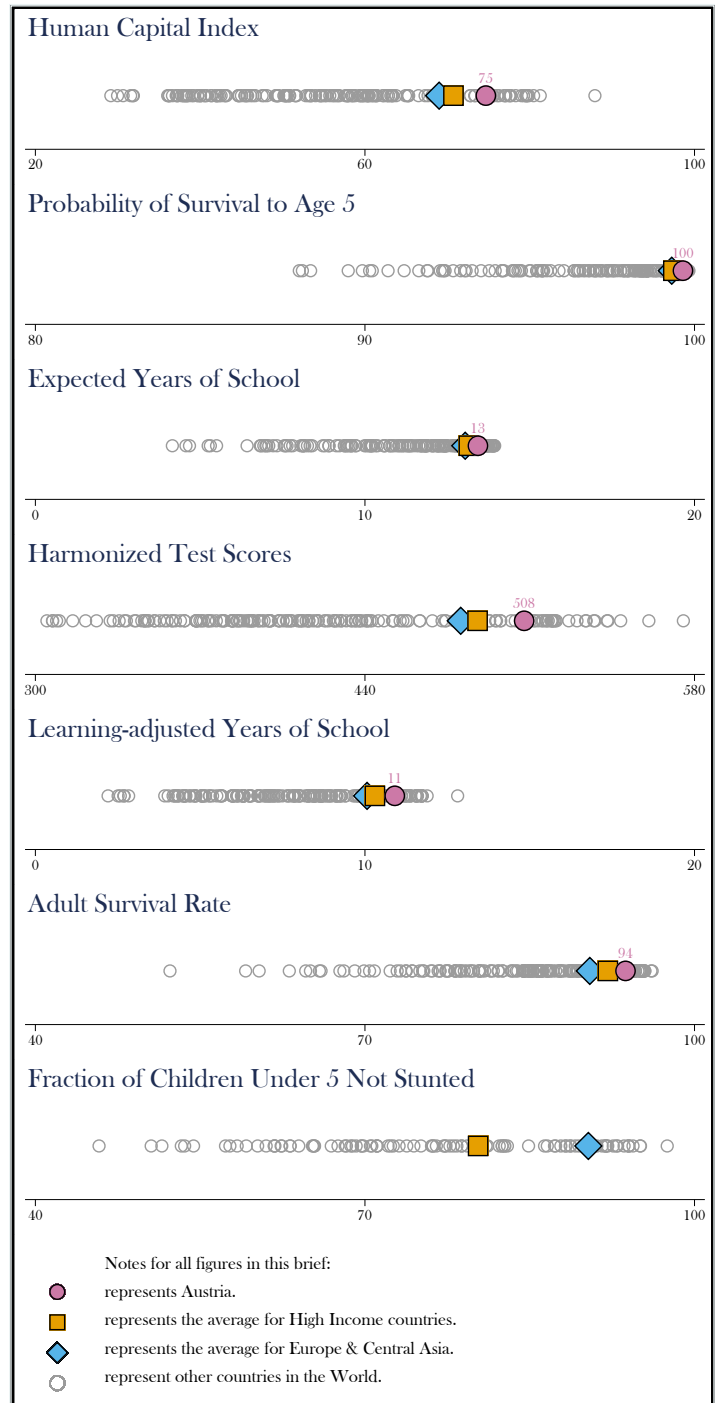 Human Capital Index
75
20 60 100
Probability of Survival to Age 5
100
80 90 100
Expected Years of School
13
0 10 20
Harmonized Test Scores
508
300 440 580
Learning-adjusted Years of School
11
0 10 20
Adult Survival Rate
94
40 70 100
Fraction of Children Under 5 Not Stunted
40 70 100
Notes for all figures in this brief:
represents Austria.
represents the average for High Income countries.
represents the average for Europe & Central Asia.
represent other countries in the World.